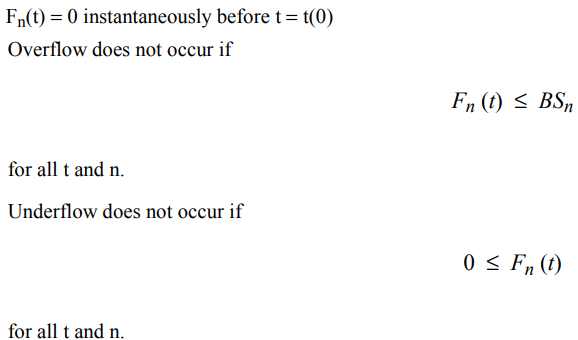 Fn(t) = 0 instantaneously before t = t(0)
Overflow does not occur if
Fn (t) ≤ BSn
for all t and n.
Underflow does not occur if
0 ≤ Fn (t)
for all t and n.